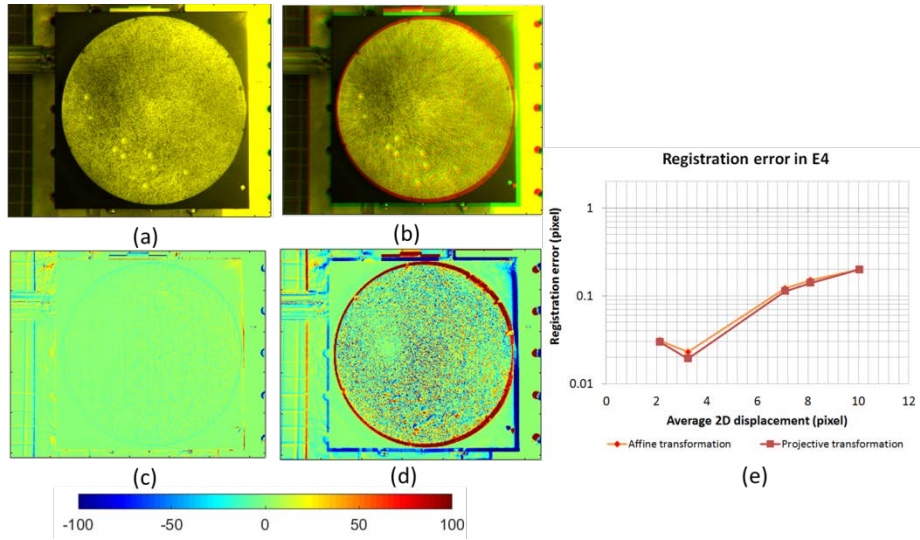 (a)
(b)
(c)
(d)
-100
-50
0
50
100
Registration error in E4
Registration error (pixel)
1
0.1
0.01
0
2
4
6
8
10
12
Average 2D displacement (pixel)
Affine transformation
Projective transformation
(e)